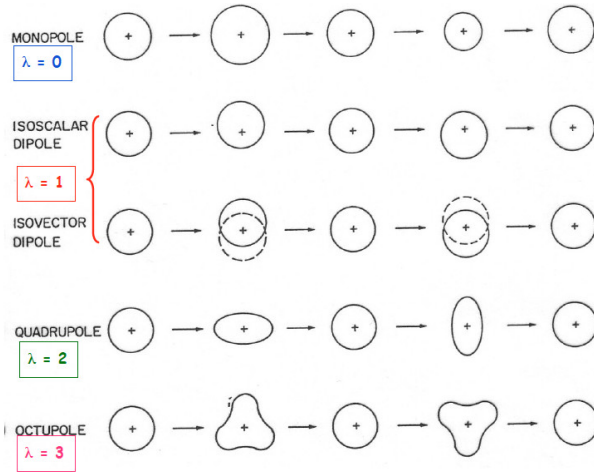 MONOPOLE
λ = 0
ISOSCALAR
DIPOLE
λ = 1
ISOVECTOR
DIPOLE
QUADRUPOLE
λ = 2
OCTUPOLE
λ = 3